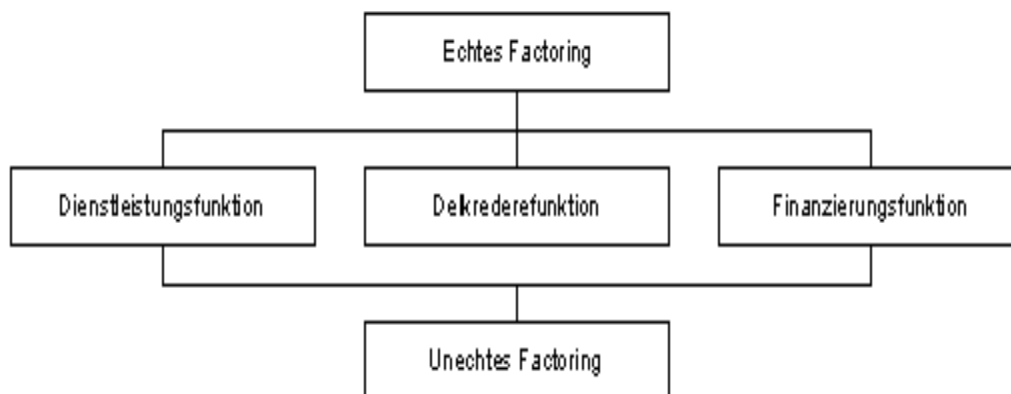 Echtes Factoring
Dienstleistungsfunktion
Delkrederefunktion
Finanzierungsfunktion
Unechtes Factoring